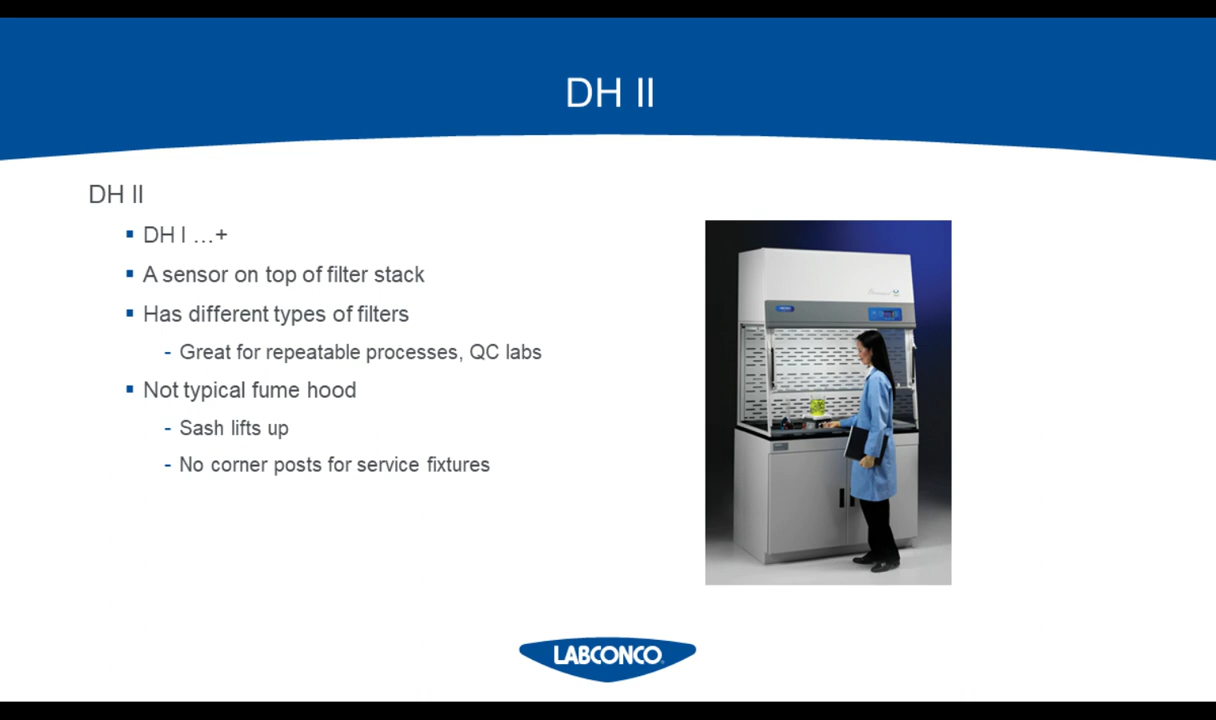 DH II
DH II
DH I …+
A sensor on top of filter stack
Has different types of filters
- Great for repeatable processes, QC labs
Not typical fume hood
- Sash lifts up
- No corner posts for service fixtures
LABCONCO